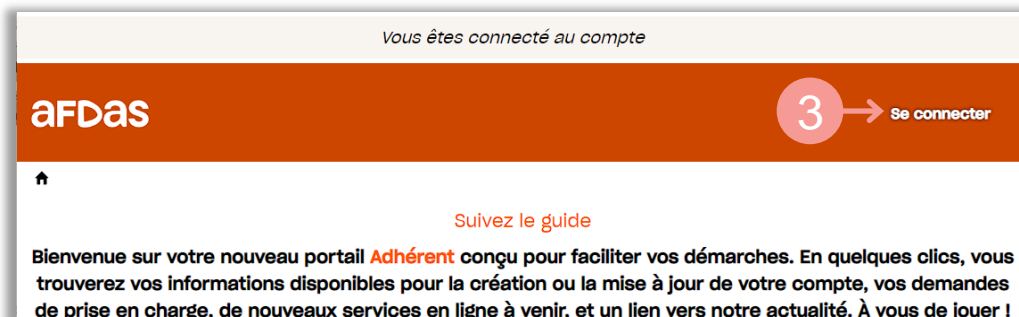 Vous êtes connecté au compte
aFDas
3
Se connecter
Suivez le guide
Bienvenue sur votre nouveau portail Adhérent conçu pour faciliter vos démarches. En quelques clics, vous
trouverez vos informations disponibles pour la création ou la mise à jour de votre compte, vos demandes
de prise en charge, de nouveaux services en ligne à venir, et un lien vers notre actualité. À vous de jouer !